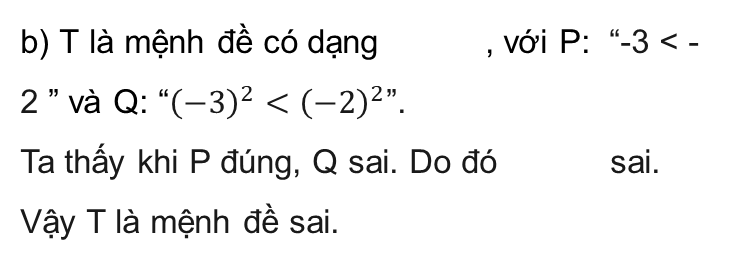 b) T là mệnh đề có dạng , với P: “-3 < -
2 ” và Q: “(−3)² < (−2)²”.
Ta thấy khi P đúng, Q sai. Do đó sai.
Vậy T là mệnh đề sai.